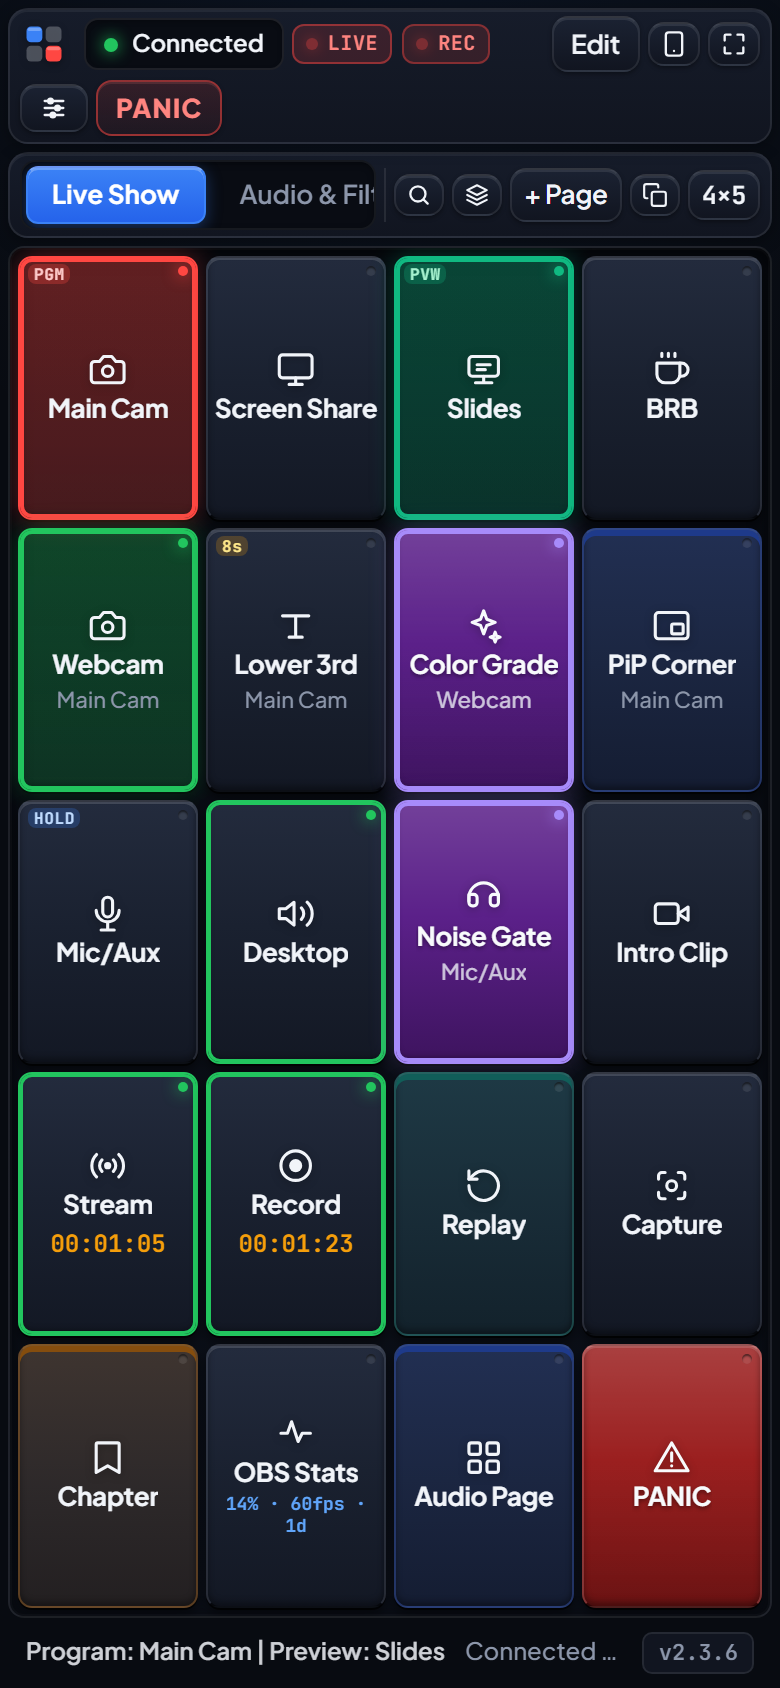 Connected LIVE REC Edit
PANIC
Live Show Audio & Filt + Page 4×5
PGM
Main Cam
Screen Share
PVW
Slides
BRB
Webcam
Main Cam
8s
Lower 3rd
Main Cam
Color Grade
Webcam
PiP Corner
Main Cam
HOLD
Mic/Aux
Desktop
Noise Gate
Mic/Aux
Intro Clip
Stream
00:01:05
Record
00:01:23
Replay
Capture
Chapter
OBS Stats
14% · 60fps ·
1d
Audio Page
PANIC
Program: Main Cam | Preview: Slides Connected ... v2.3.6